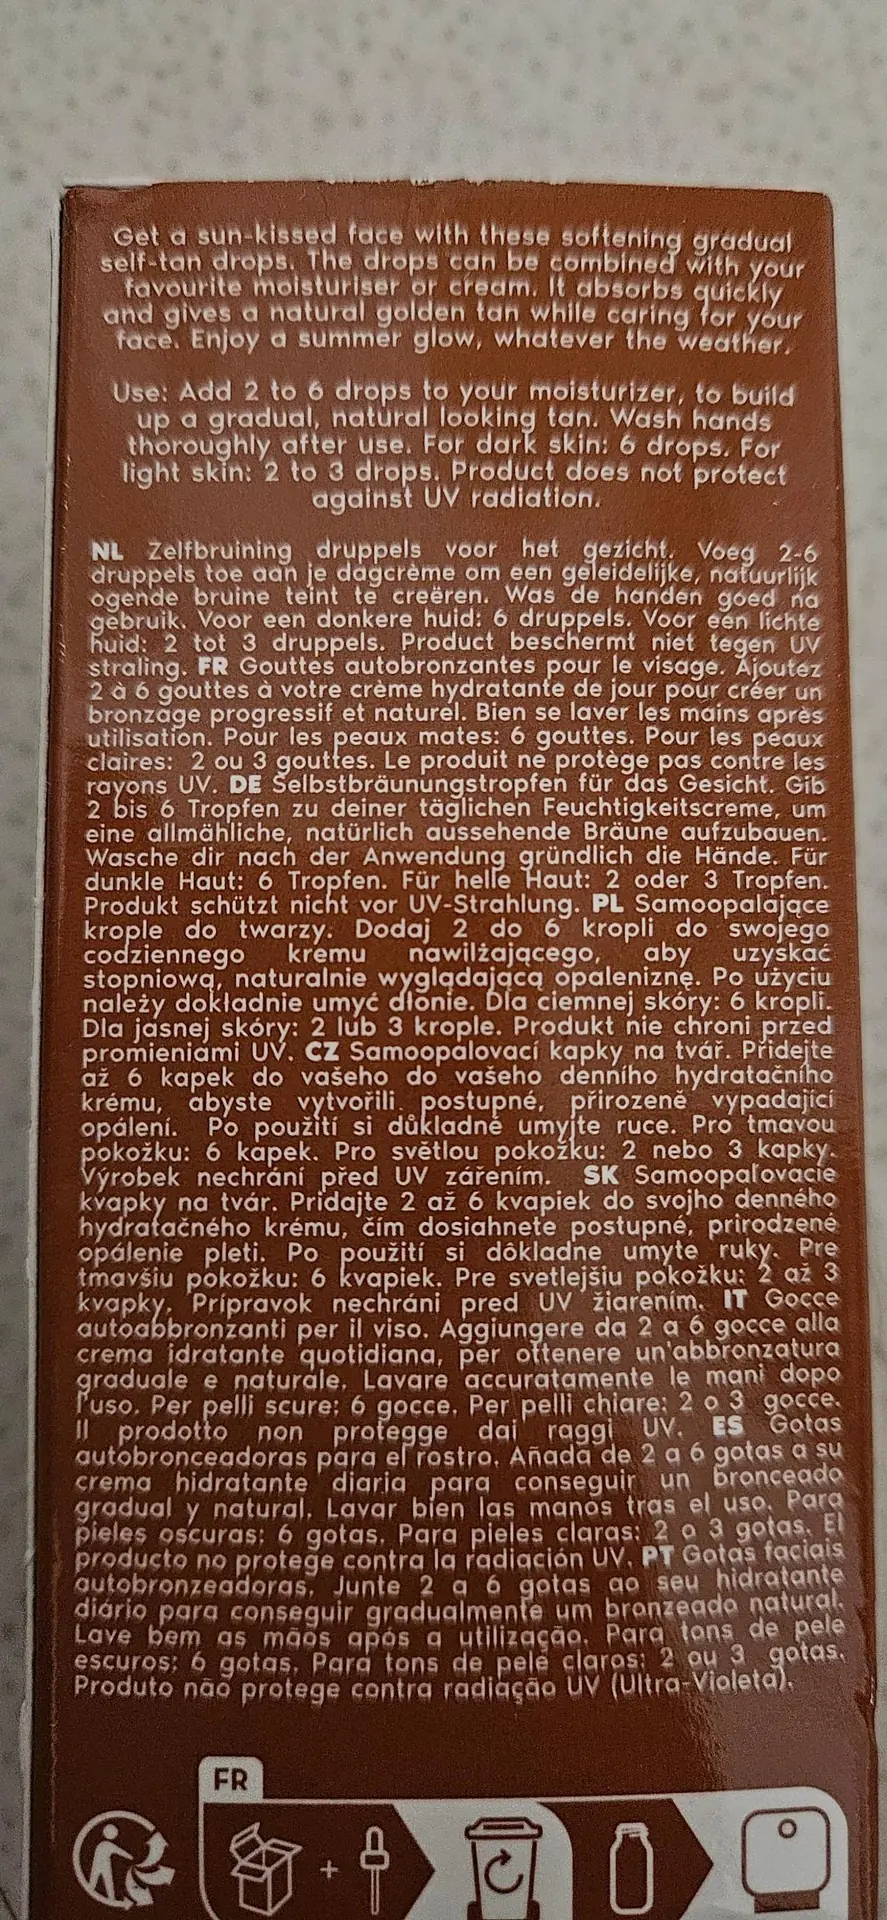 Get a sun-kissed face with these softening gradual
self-tan drops. The drops can be combined with your
favourite moisturiser or cream. It absorbs quickly
and gives a natural golden tan while caring for your
face. Enjoy a summer glow, whatever the weather.
Use: Add 2 to 6 drops to your moisturizer, to build
up a gradual, natural looking tan. Wash hands
thoroughly after use. For dark skin: 6 drops. For
light skin: 2 to 3 drops. Product does not protect
against UV radiation.
NL Zelfbruining druppels voor het gezicht. Voeg 2-6
druppels toe aan je dagcrème om een geleidelijke, natuurlijk
ogende bruine teint te creëren. Was de handen goed na
gebruik. Voor een donkere huid: 6 druppels. Voor een lichte
huid: 2 tot 3 druppels. Product beschermt niet tegen UV
straling. FR Gouttes autobronzantes pour le visage. Ajoutez
2 à 6 gouttes à votre crème hydratante de jour pour créer un
bronzage progressif et naturel. Bien se laver les mains après
utilisation. Pour les peaux mates: 6 gouttes. Pour les peaux
claires: 2 ou 3 gouttes. Le produit ne protège pas contre les
rayons UV. DE Selbstbräunungstropfen für das Gesicht. Gib
2 bis 6 Tropfen zu deiner täglichen Feuchtigkeitscreme, um
eine allmähliche, natürlich aussehende Bräune aufzubauen.
Wasche dir nach der Anwendung gründlich die Hände. Für
dunkle Haut: 6 Tropfen. Für helle Haut: 2 oder 3 Tropfen.
Produkt schützt nicht vor UV-Strahlung. PL Samoopalające
krople do twarzy. Dodaj 2 do 6 kropli do swojego
codziennego kremu nawilżającego, aby uzyskać
stopniową, naturalnie wyglądającą opaleniznę. Po użyciu
należy dokładnie umyć dłonie. Dla ciemnej skóry: 6 kropli.
Dla jasnej skóry: 2 lub 3 krople. Produkt nie chroni przed
promieniami UV. CZ Samoopalovací kapky na tvář. Přidejte
až 6 kapek do vašeho do vašeho denního hydratačního
krému, abyste vytvořili postupné, přirozeně vypadající
opálení. Po použití si důkladně umyjte ruce. Pro tmavou
pokožku: 6 kapek. Pro světlou pokožku: 2 nebo 3 kapky.
Výrobek nechrání před UV zářením. SK Samoopaľovacie
kvapky na tvár. Pridajte 2 až 6 kvapiek do svojho denného
hydratačného krému, čím dosiahnete postupné, prirodzené
opálenie pleti. Po použití si dôkladne umyte ruky. Pre
tmavšiu pokožku: 6 kvapiek. Pre svetlejšiu pokožku: 2 až 3
kvapky. Prípravok nechráni pred UV žiarením. IT Gocce
autoabbronzanti per il viso. Aggiungere da 2 a 6 gocce alla
crema idratante quotidiana, per ottenere un'abbronzatura
graduale e naturale. Lavare accuratamente le mani dopo
l'uso. Per pelli scure: 6 gocce. Per pelli chiare: 2 o 3 gocce.
Il prodotto non protegge dai raggi UV. ES Gotas
autobronceadoras para el rostro. Añada de 2 a 6 gotas a su
crema hidratante diaria para conseguir un bronceado
gradual y natural. Lavar bien las manos tras el uso. Para
pieles oscuras: 6 gotas. Para pieles claras: 2 o 3 gotas. El
producto no protege contra la radiación UV. PT Gotas faciais
autobronzeadoras. Junte 2 a 6 gotas ao seu hidratante
diário para conseguir gradualmente um bronzeado natural.
Lave bem as mãos após a utilização. Para tons de pele
escuros: 6 gotas. Para tons de pele claros: 2 ou 3 gotas.
Produto não protege contra radiação UV (Ultra-Violeta).
FR
+